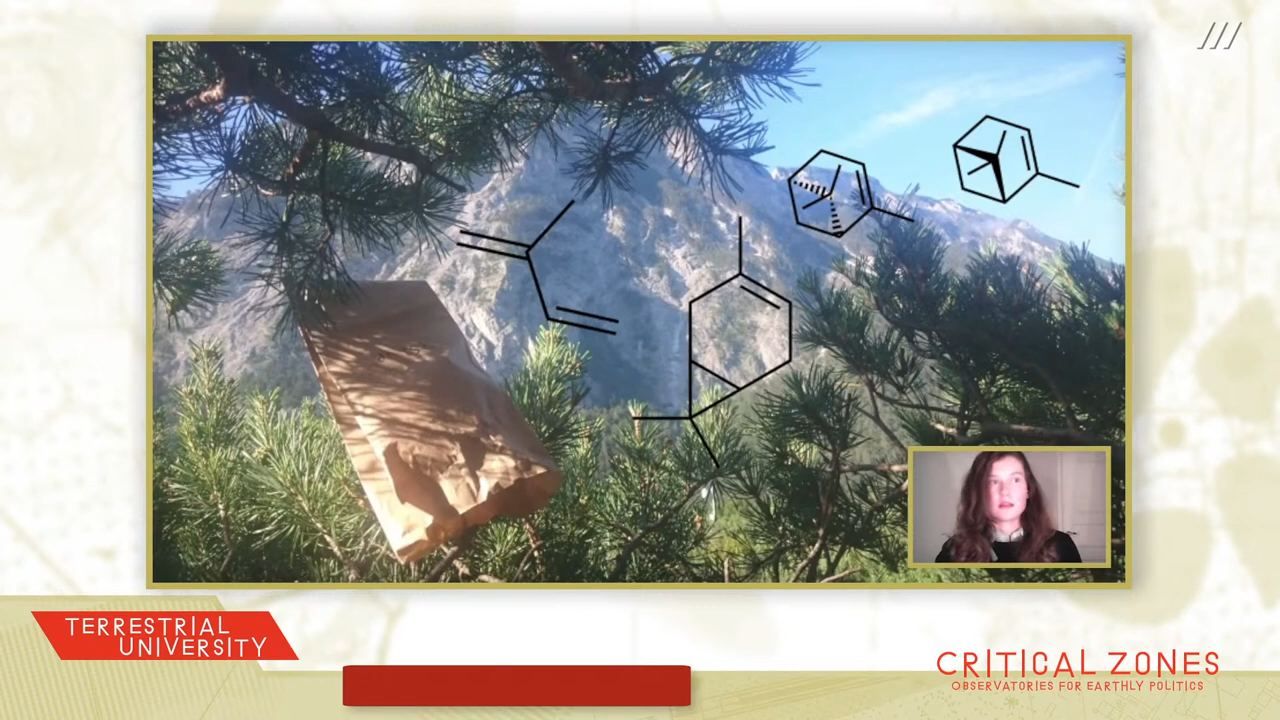 ///
TERRESTRIAL
UNIVERSITY
CRITICAL ZONES
OBSERVATORIES FOR EARTHLY POLITICS